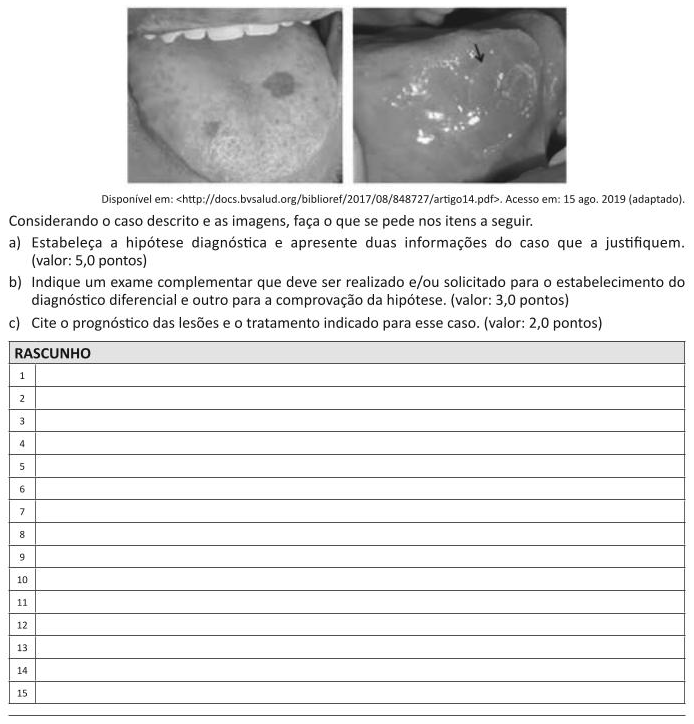 Disponível em: <http://docs.bvsalud.org/biblioref/2017/08/848727/artigo14.pdf>. Acesso em: 15 ago. 2019 (adaptado).
Considerando o caso descrito e as imagens, faça o que se pede nos itens a seguir.
a) Estabeleça a hipótese diagnóstica e apresente duas informações do caso que a justifiquem.
(valor: 5,0 pontos)
b) Indique um exame complementar que deve ser realizado e/ou solicitado para o estabelecimento do
diagnóstico diferencial e outro para a comprovação da hipótese. (valor: 3,0 pontos)
c) Cite o prognóstico das lesões e o tratamento indicado para esse caso. (valor: 2,0 pontos)
RASCUNHO
1
2
3
4
5
6
7
8
9
10
11
12
13
14
15